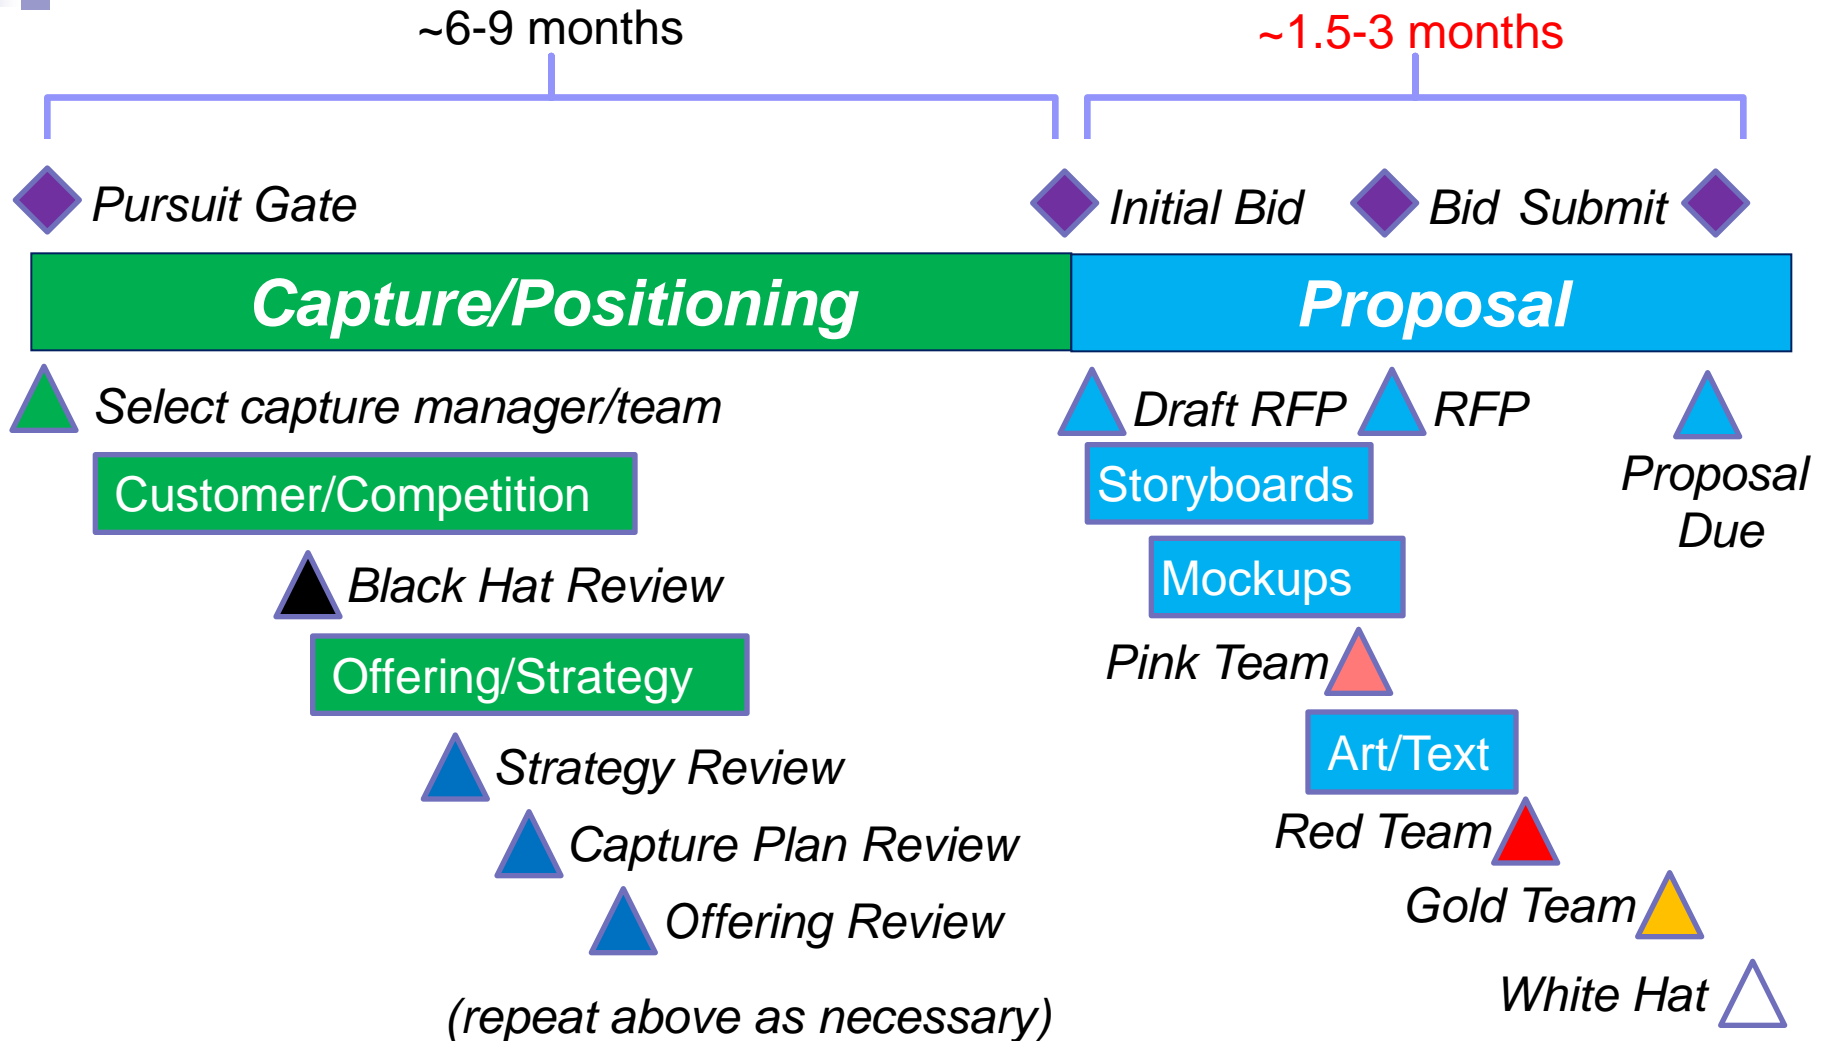 ~6-9 months
~1.5-3 months
Pursuit Gate
Initial Bid
Bid
Submit
Capture/Positioning
Proposal
Select capture manager/team
Draft RFP
RFP
Proposal
Due
Customer/Competition
Storyboards
Black Hat Review
Mockups
Offering/Strategy
Pink Team
Strategy Review
Art/Text
Capture Plan Review
Red Team
Offering Review
Gold Team
White Hat
(repeat above as necessary)